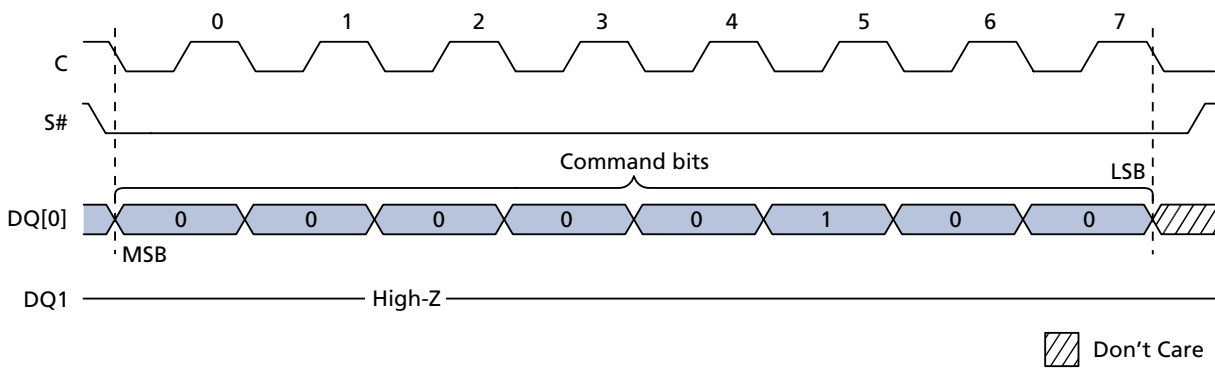 0 1 2 3 4 5 6 7
C
S#
Command bits
LSB
DQ[0] 0 0 0 0 0 1 0 0
MSB
DQ1 High-Z
Don't Care